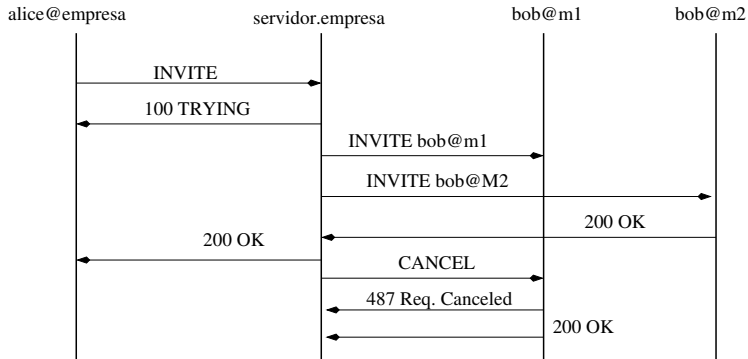 alice@empresa
servidor.empresa
bob@m1
bob@m2
INVITE
100 TRYING
INVITE bob@m1
INVITE bob@M2
200 OK
200 OK
CANCEL
487 Req. Canceled
200 OK